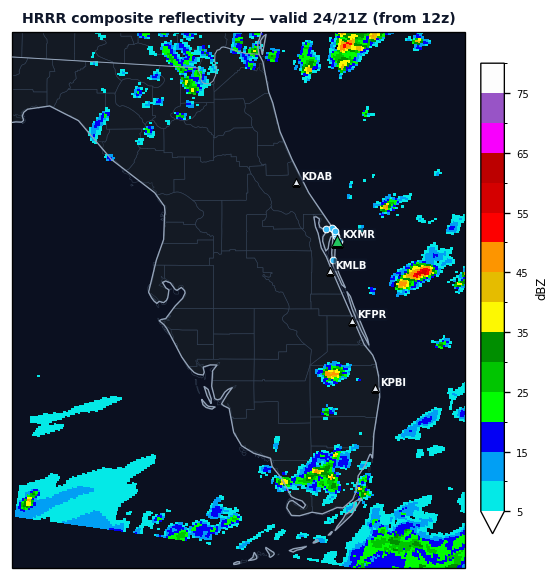 HRRR composite reflectivity — valid 24/21Z (from 12z)
KDAB
KXMR
KMLB
KFPR
KPBI
75
65
55
45
35
25
15
5
dBZ